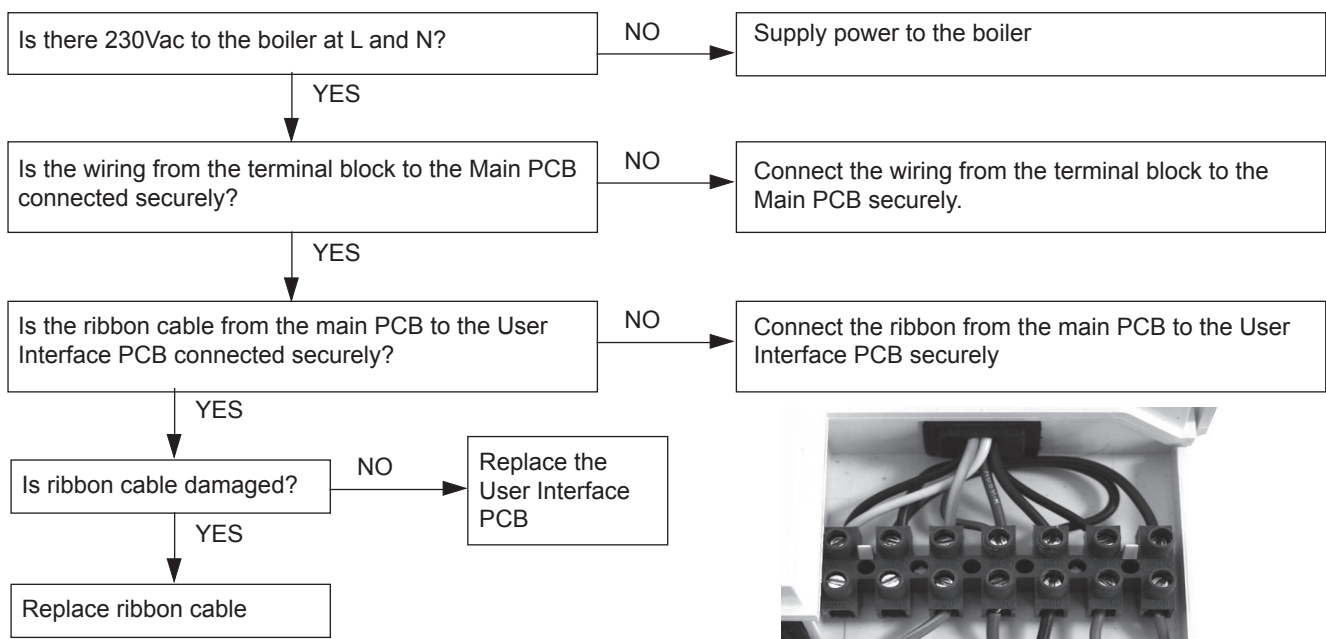 Is there 230Vac to the boiler at L and N?
NO
Supply power to the boiler
YES
Is the wiring from the terminal block to the Main PCB
connected securely?
NO
Connect the wiring from the terminal block to the
Main PCB securely.
YES
Is the ribbon cable from the main PCB to the User
Interface PCB connected securely?
NO
Connect the ribbon from the main PCB to the User
Interface PCB securely
YES
Is ribbon cable damaged?
NO
Replace the
User Interface
PCB
YES
Replace ribbon cable